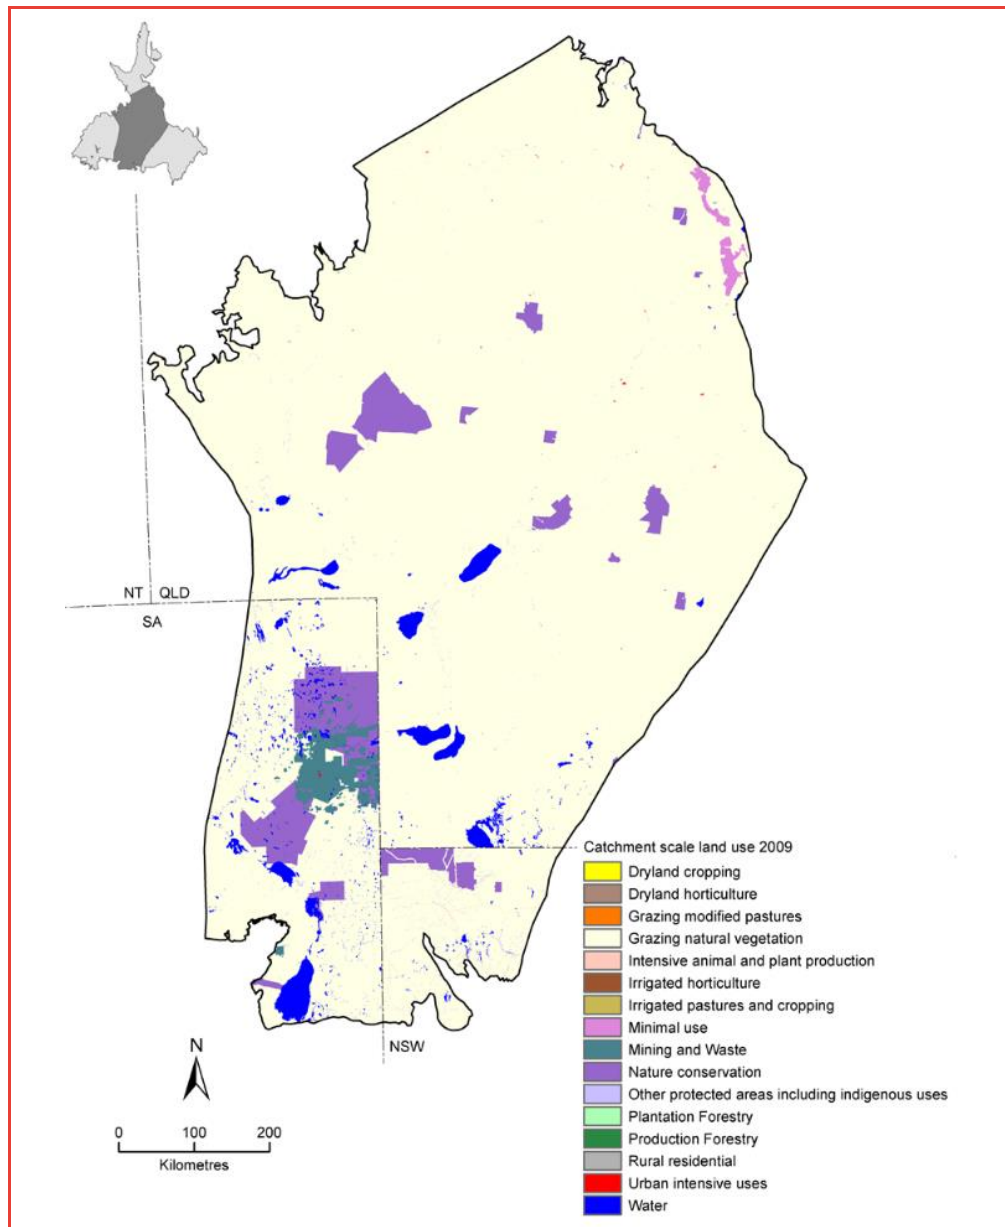 NT QLD
SA
Catchment scale land use 2009
Dryland cropping
Dryland horticulture
Grazing modified pastures
Grazing natural vegetation
Intensive animal and plant production
Irrigated horticulture
Irrigated pastures and cropping
Minimal use
Mining and Waste
Nature conservation
Other protected areas including indigenous uses
Plantation Forestry
Production Forestry
Rural residential
Urban intensive uses
Water
NSW
N
0 100 200
Kilometres